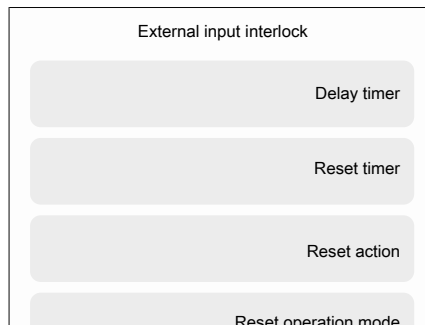 External input interlock
Delay timer
Reset timer
Reset action
Reset operation mode